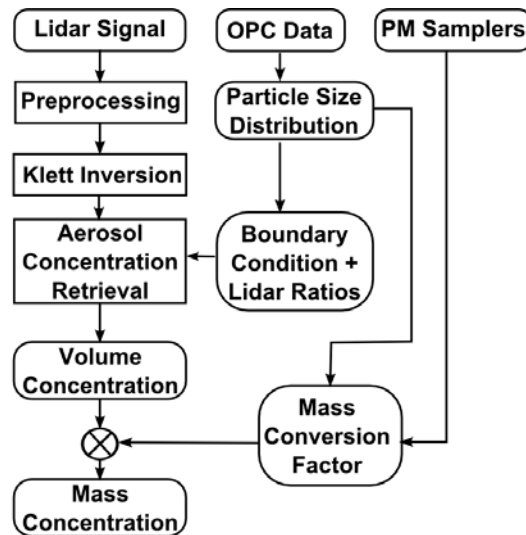 Lidar Signal
OPC Data
PM Samplers
Preprocessing
Particle Size
Distribution
Klett Inversion
Aerosol
Concentration
Retrieval
Boundary
Condition +
Lidar Ratios
Volume
Concentration
Mass
Conversion
Factor
Mass
Concentration